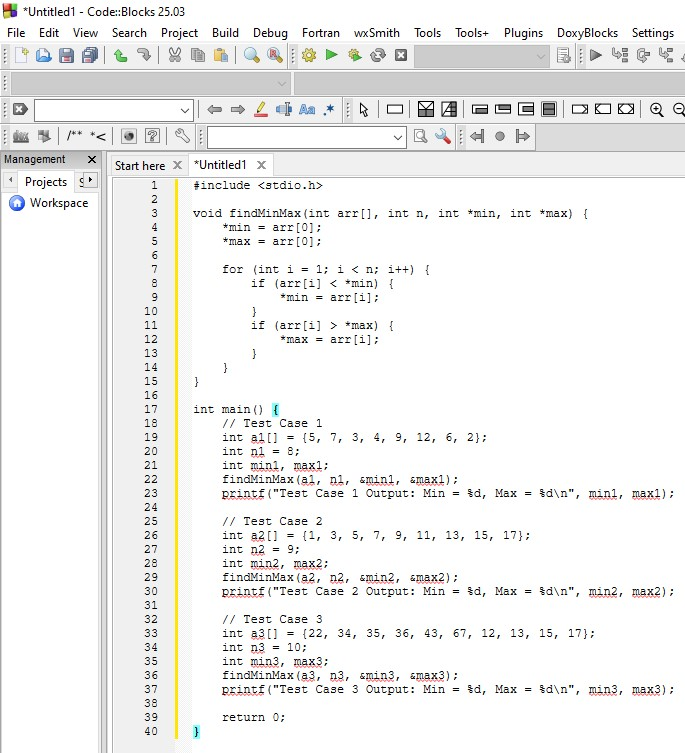 *Untitled1 - Code::Blocks 25.03
File Edit View Search Project Build Debug Fortran wxSmith Tools Tools+ Plugins DoxyBlocks Settings
Aa .*
/** *<
Management
Start here
*Untitled1
Projects
Workspace
1 #include <stdio.h>
2
3 void findMinMax(int arr[], int n, int *min, int *max) {
4     *min = arr[0];
5     *max = arr[0];
6
7     for (int i = 1; i < n; i++) {
8         if (arr[i] < *min) {
9             *min = arr[i];
10         }
11         if (arr[i] > *max) {
12             *max = arr[i];
13         }
14     }
15 }
16
17 int main() {
18     // Test Case 1
19     int a1[] = {5, 7, 3, 4, 9, 12, 6, 2};
20     int n1 = 8;
21     int min1, max1;
22     findMinMax(a1, n1, &min1, &max1);
23     printf("Test Case 1 Output: Min = %d, Max = %d\n", min1, max1);
24
25     // Test Case 2
26     int a2[] = {1, 3, 5, 7, 9, 11, 13, 15, 17};
27     int n2 = 9;
28     int min2, max2;
29     findMinMax(a2, n2, &min2, &max2);
30     printf("Test Case 2 Output: Min = %d, Max = %d\n", min2, max2);
31
32     // Test Case 3
33     int a3[] = {22, 34, 35, 36, 43, 67, 12, 13, 15, 17};
34     int n3 = 10;
35     int min3, max3;
36     findMinMax(a3, n3, &min3, &max3);
37     printf("Test Case 3 Output: Min = %d, Max = %d\n", min3, max3);
38
39     return 0;
40 }